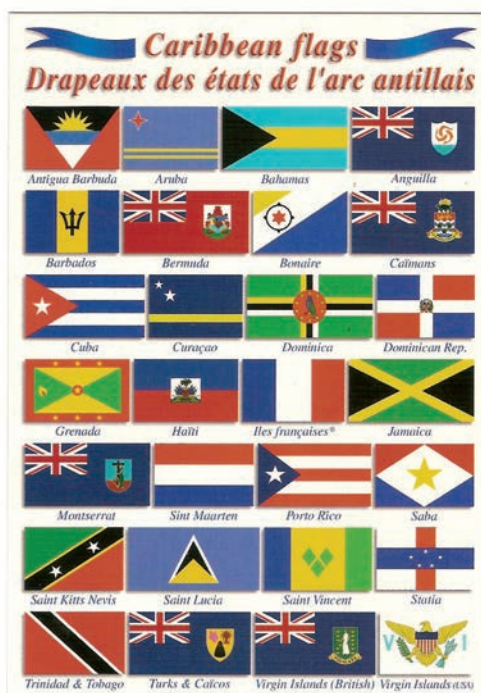 Caribbean flags
Drapeaux des états de l'arc antillais
Antigua Barbuda Aruba Bahamas Anguilla
Barbados Bermuda Bonaire Caïmans
Cuba Curaçao Dominica Dominican Rep.
Grenada Haïti Iles françaises* Jamaica
Montserrat Sint Maarten Porto Rico Saba
Saint Kitts Nevis Saint Lucia Saint Vincent Statia
Trinidad & Tobago Turks & Caïcos Virgin Islands (British) Virgin Islands (USA)
V I